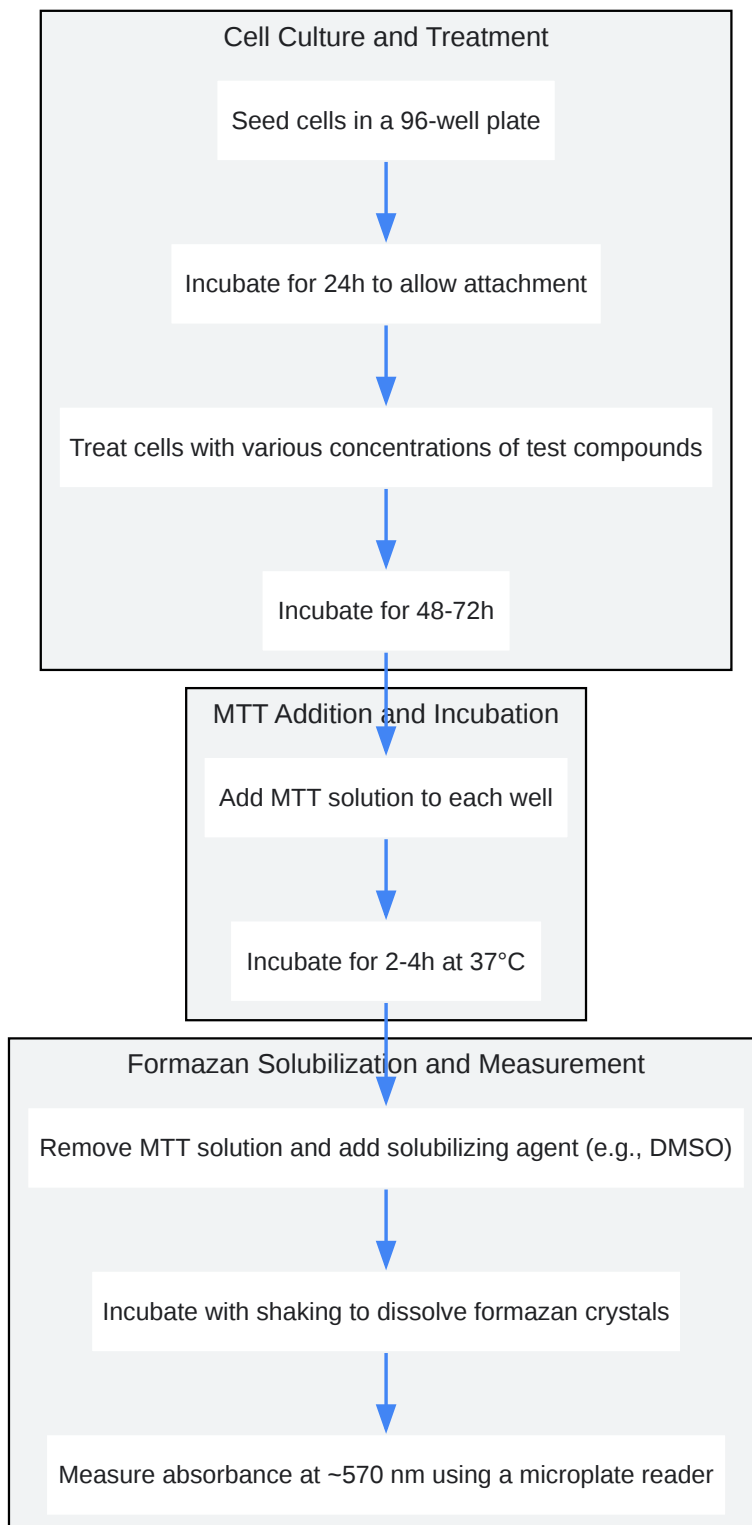 Cell Culture and Treatment
Seed cells in a 96-well plate
Incubate for 24h to allow attachment
Treat cells with various concentrations of test compounds
Incubate for 48-72h
MTT Addition and Incubation
Add MTT solution to each well
Incubate for 2-4h at 37°C
Formazan Solubilization and Measurement
Remove MTT solution and add solubilizing agent (e.g., DMSO)
Incubate with shaking to dissolve formazan crystals
Measure absorbance at ~570 nm using a microplate reader